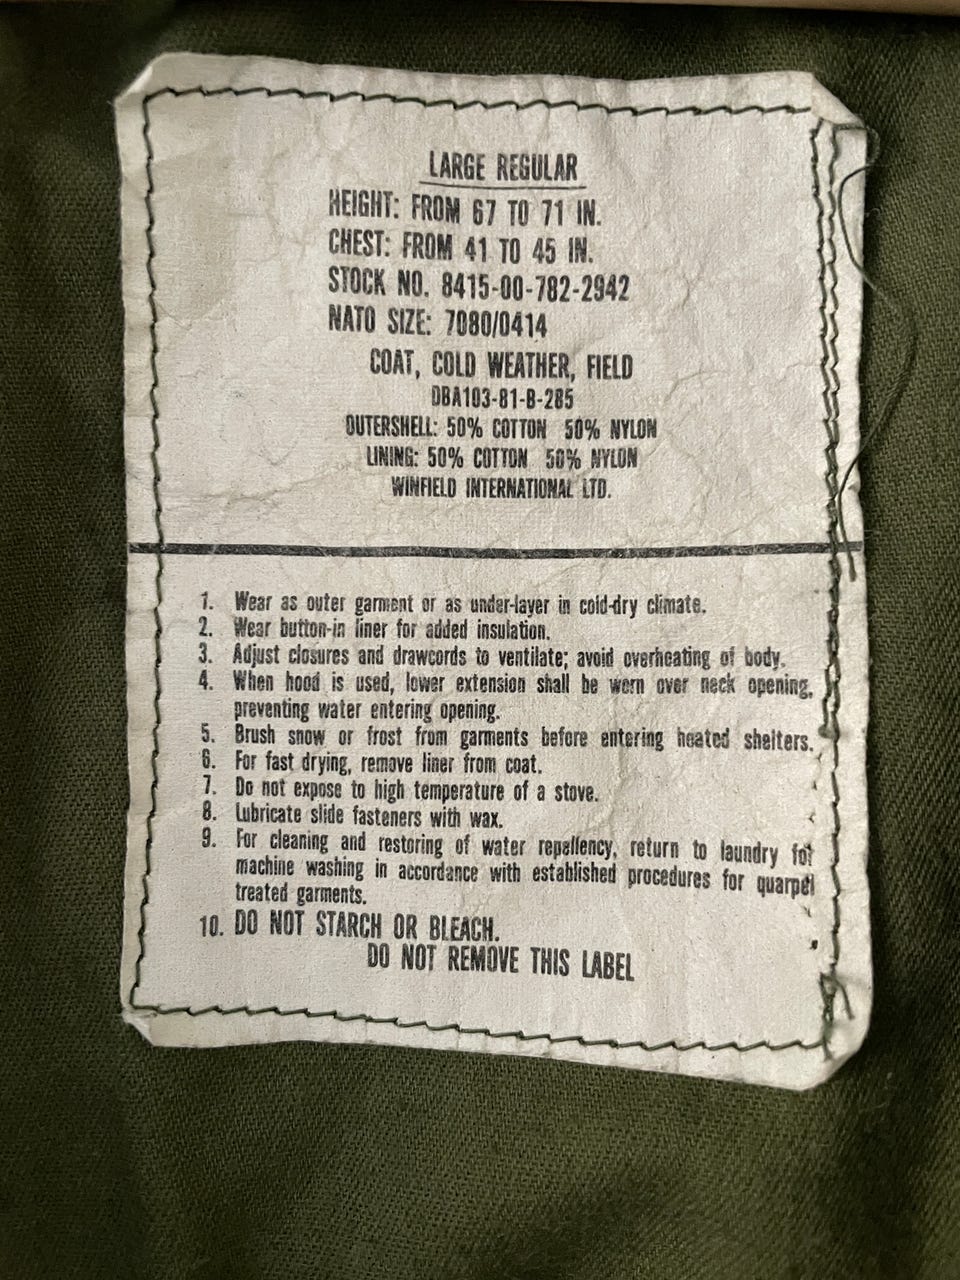 LARGE REGULAR
HEIGHT: FROM 67 TO 71 IN.
CHEST: FROM 41 TO 45 IN.
STOCK NO. 8415-00-782-2942
NATO SIZE: 7080/0414
COAT, COLD WEATHER, FIELD
DBA103-81-B-285
OUTERSHELL: 50% COTTON 50% NYLON
LINING: 50% COTTON 50% NYLON
WINFIELD INTERNATIONAL LTD.
1. Wear as outer garment or as under-layer in cold-dry climate.
2. Wear button-in liner for added insulation.
3. Adjust closures and drawcords to ventilate; avoid overheating of body.
4. When hood is used, lower extension shall be worn over neck opening,
preventing water entering opening.
5. Brush snow or frost from garments before entering heated shelters.
6. For fast drying, remove liner from coat.
7. Do not expose to high temperature of a stove.
8. Lubricate slide fasteners with wax.
9. For cleaning and restoring of water repellency, return to laundry for
machine washing in accordance with established procedures for quarpel
treated garments.
10. DO NOT STARCH OR BLEACH.
DO NOT REMOVE THIS LABEL